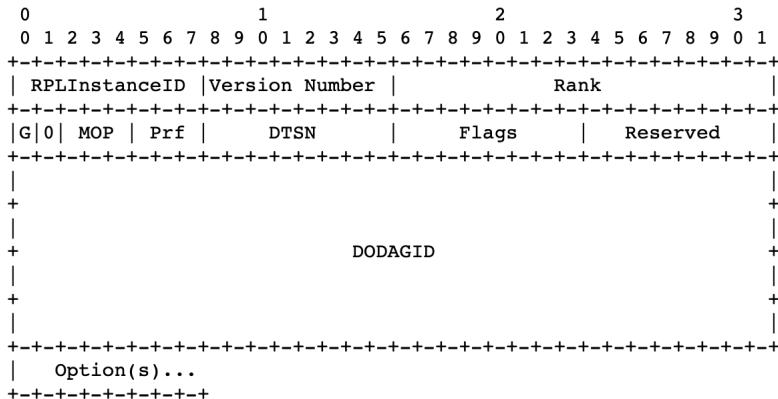 0                   1                   2                   3
 0 1 2 3 4 5 6 7 8 9 0 1 2 3 4 5 6 7 8 9 0 1 2 3 4 5 6 7 8 9 0 1
+-+-+-+-+-+-+-+-+-+-+-+-+-+-+-+-+-+-+-+-+-+-+-+-+-+-+-+-+-+-+-+-+
| RPLInstanceID |Version Number |             Rank              |
+-+-+-+-+-+-+-+-+-+-+-+-+-+-+-+-+-+-+-+-+-+-+-+-+-+-+-+-+-+-+-+-+
|G|0| MOP | Prf |     DTSN      |     Flags     |   Reserved    |
+-+-+-+-+-+-+-+-+-+-+-+-+-+-+-+-+-+-+-+-+-+-+-+-+-+-+-+-+-+-+-+-+
|                                                               |
+                                                               +
|                                                               |
+                            DODAGID                            +
|                                                               |
+                                                               +
|                                                               |
+-+-+-+-+-+-+-+-+-+-+-+-+-+-+-+-+-+-+-+-+-+-+-+-+-+-+-+-+-+-+-+-+
|   Option(s)...
+-+-+-+-+-+-+-+-+